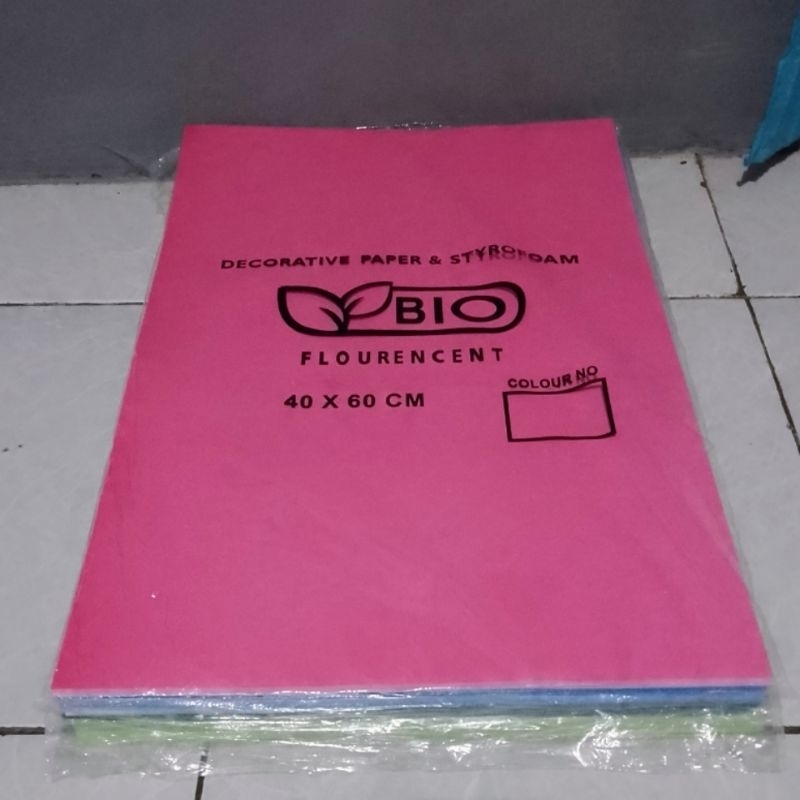 DECORATIVE PAPER & STYROFOAM
BIO
FLOURENCENT
40 X 60 CM
COLOUR NO